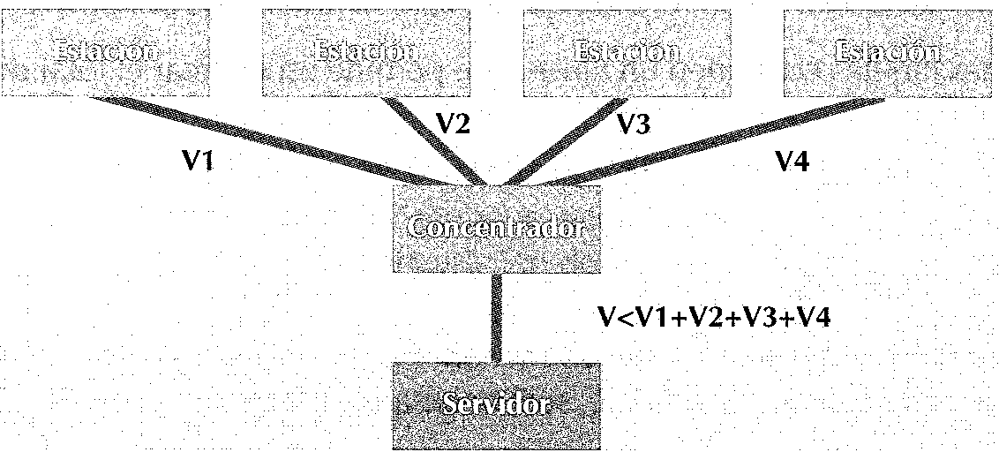 Estación Estación Estación Estación
V2 V3
V1 V4
Concentrador
V<V1+V2+V3+V4
Servidor